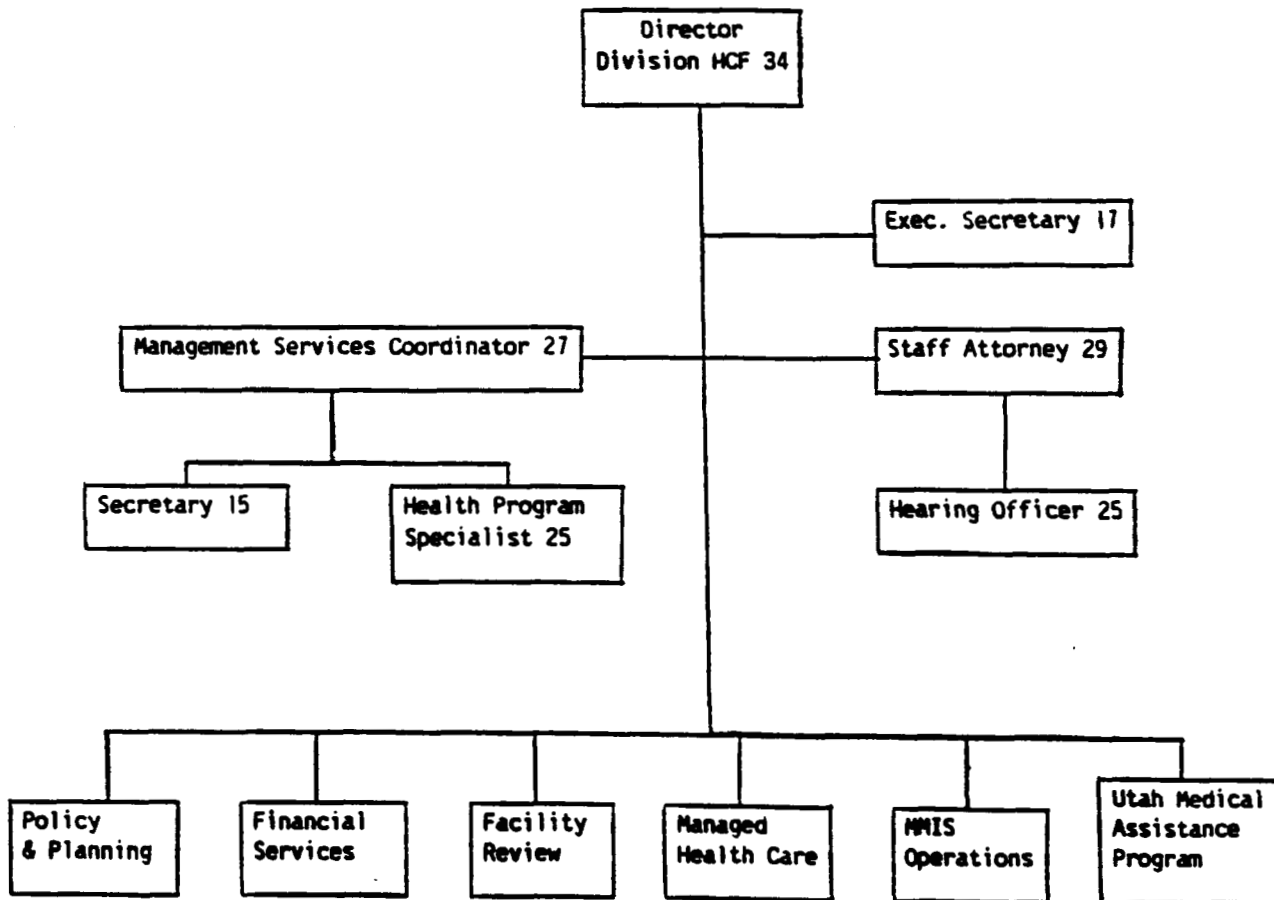 Director
Division HCF 34
Exec. Secretary 17
Management Services Coordinator 27
Staff Attorney 29
Secretary 15
Health Program
Specialist 25
Hearing Officer 25
Policy
& Planning
Financial
Services
Facility
Review
Managed
Health Care
MMIS
Operations
Utah Medical
Assistance
Program